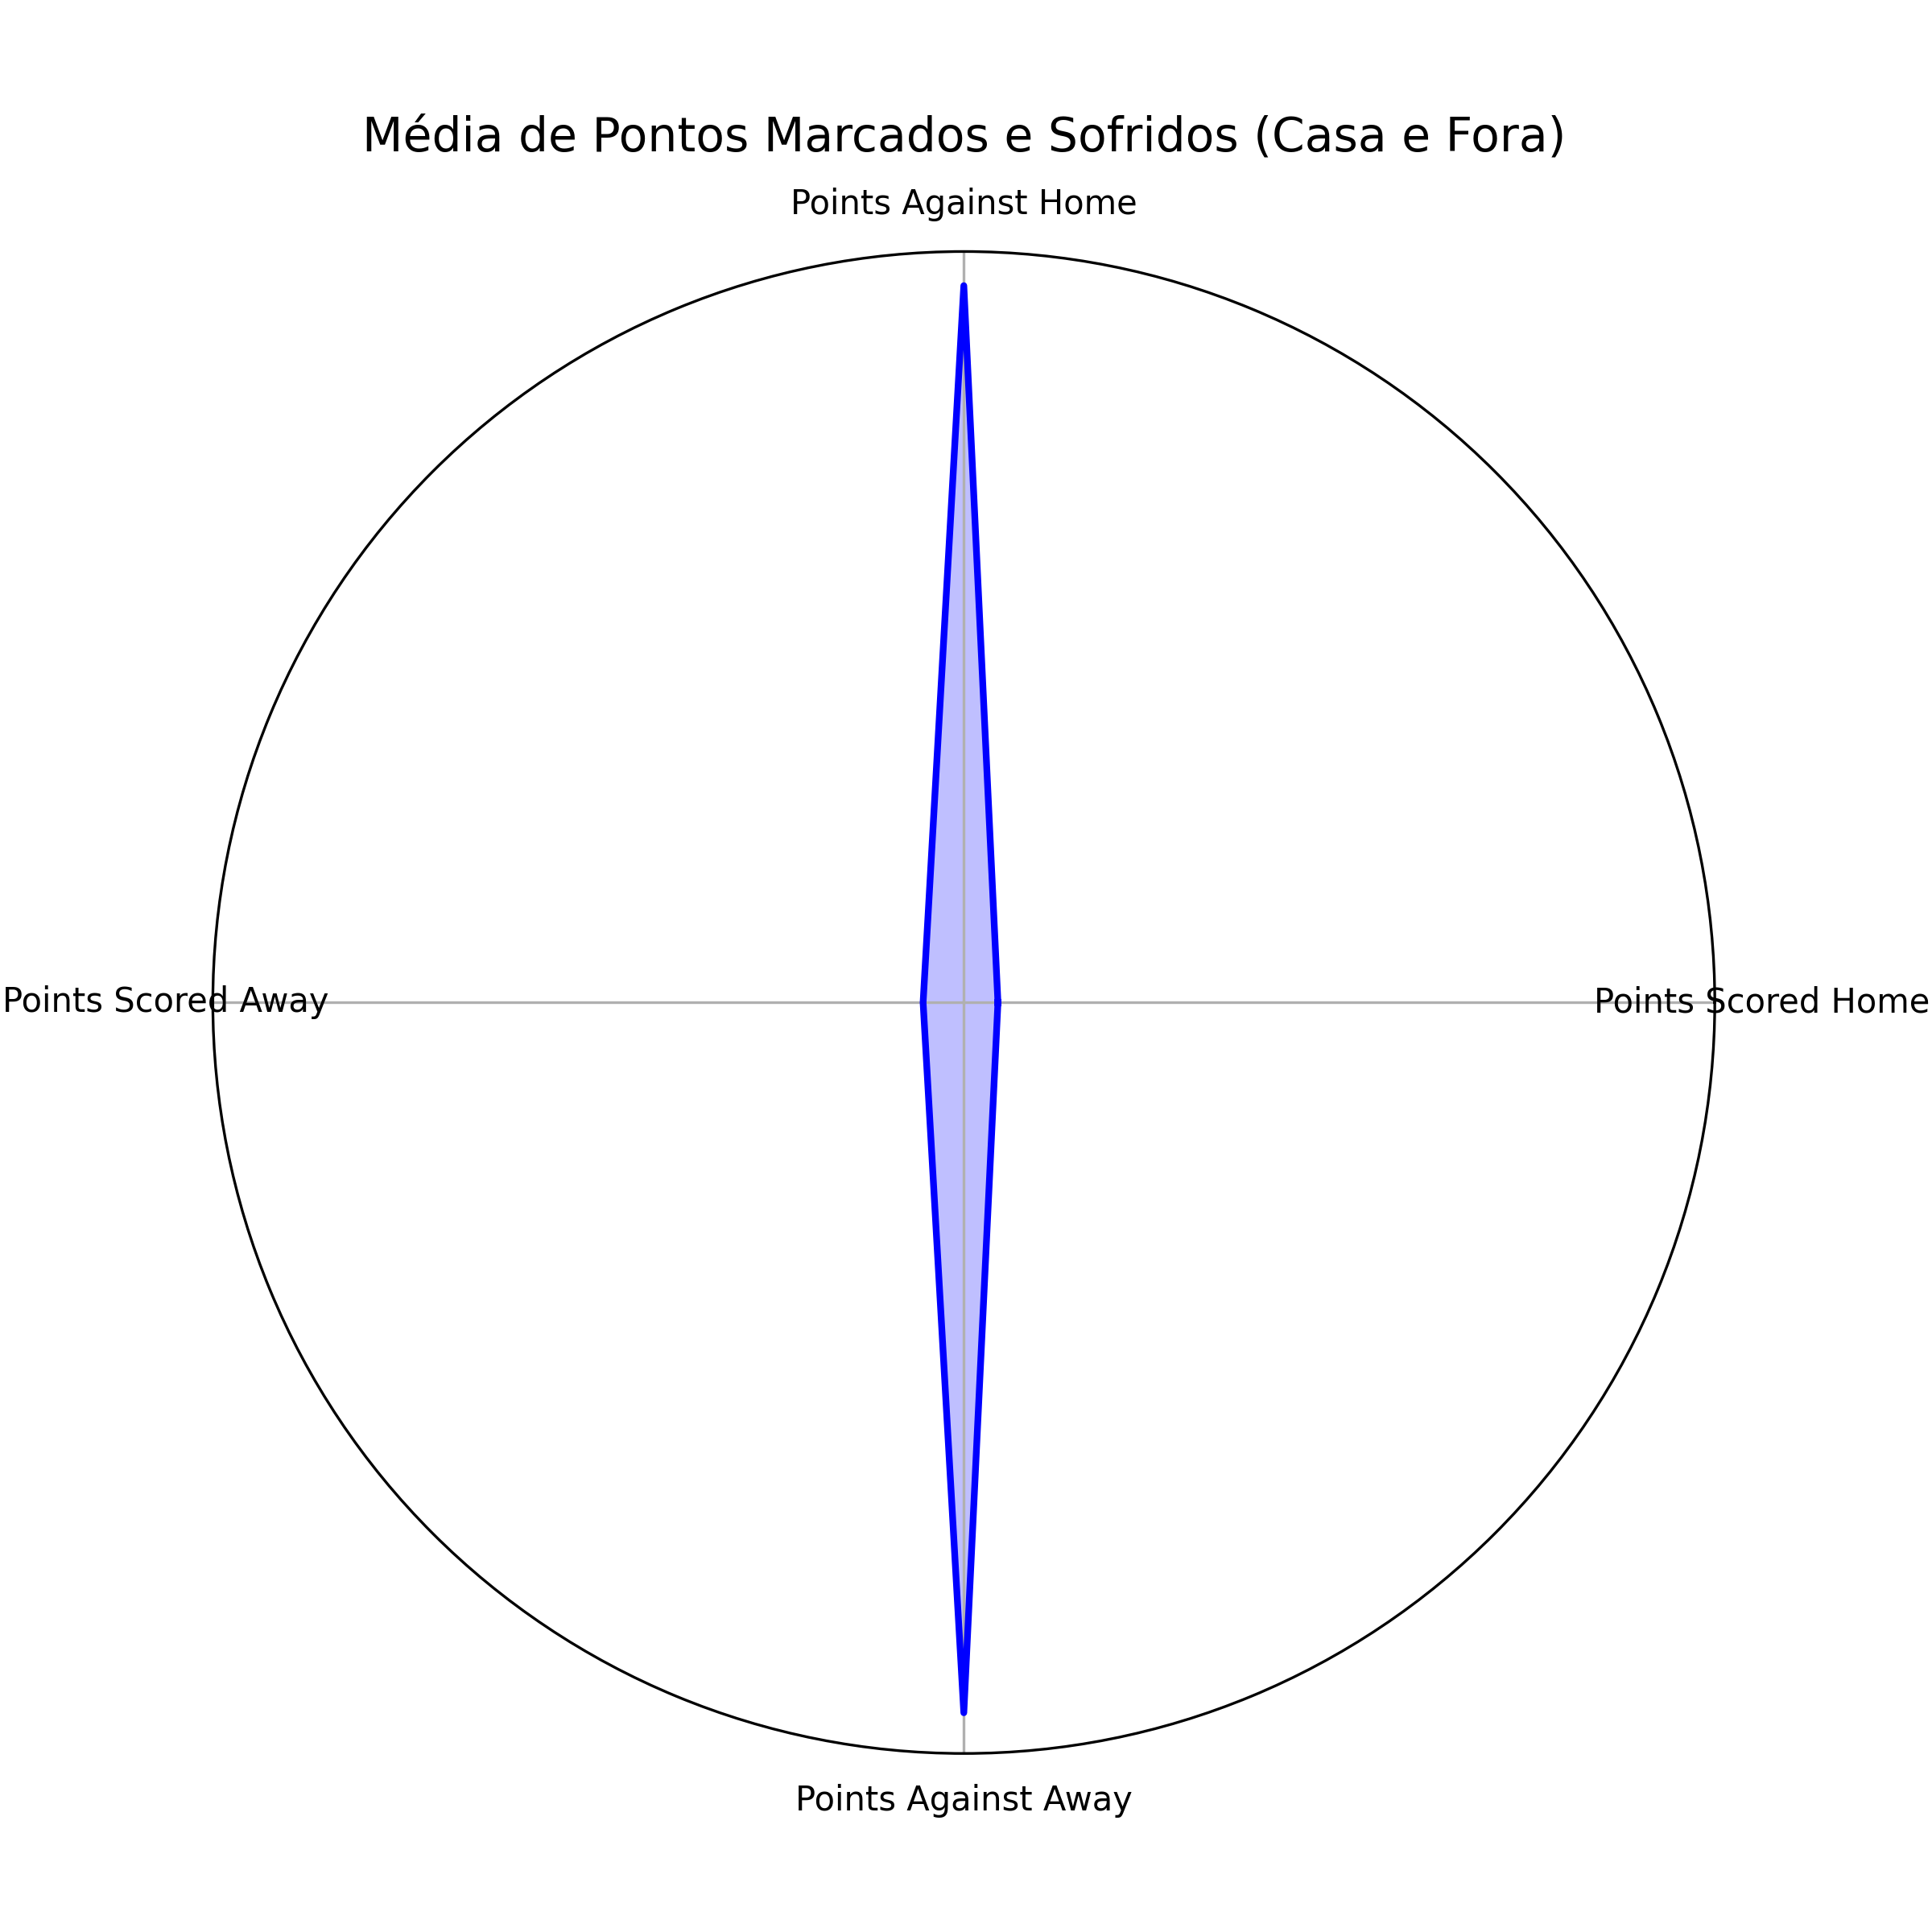 Média de Pontos Marcados e Sofridos (Casa e Fora)
Points Against Home
Points Scored Away
Points Scored Home
Points Against Away